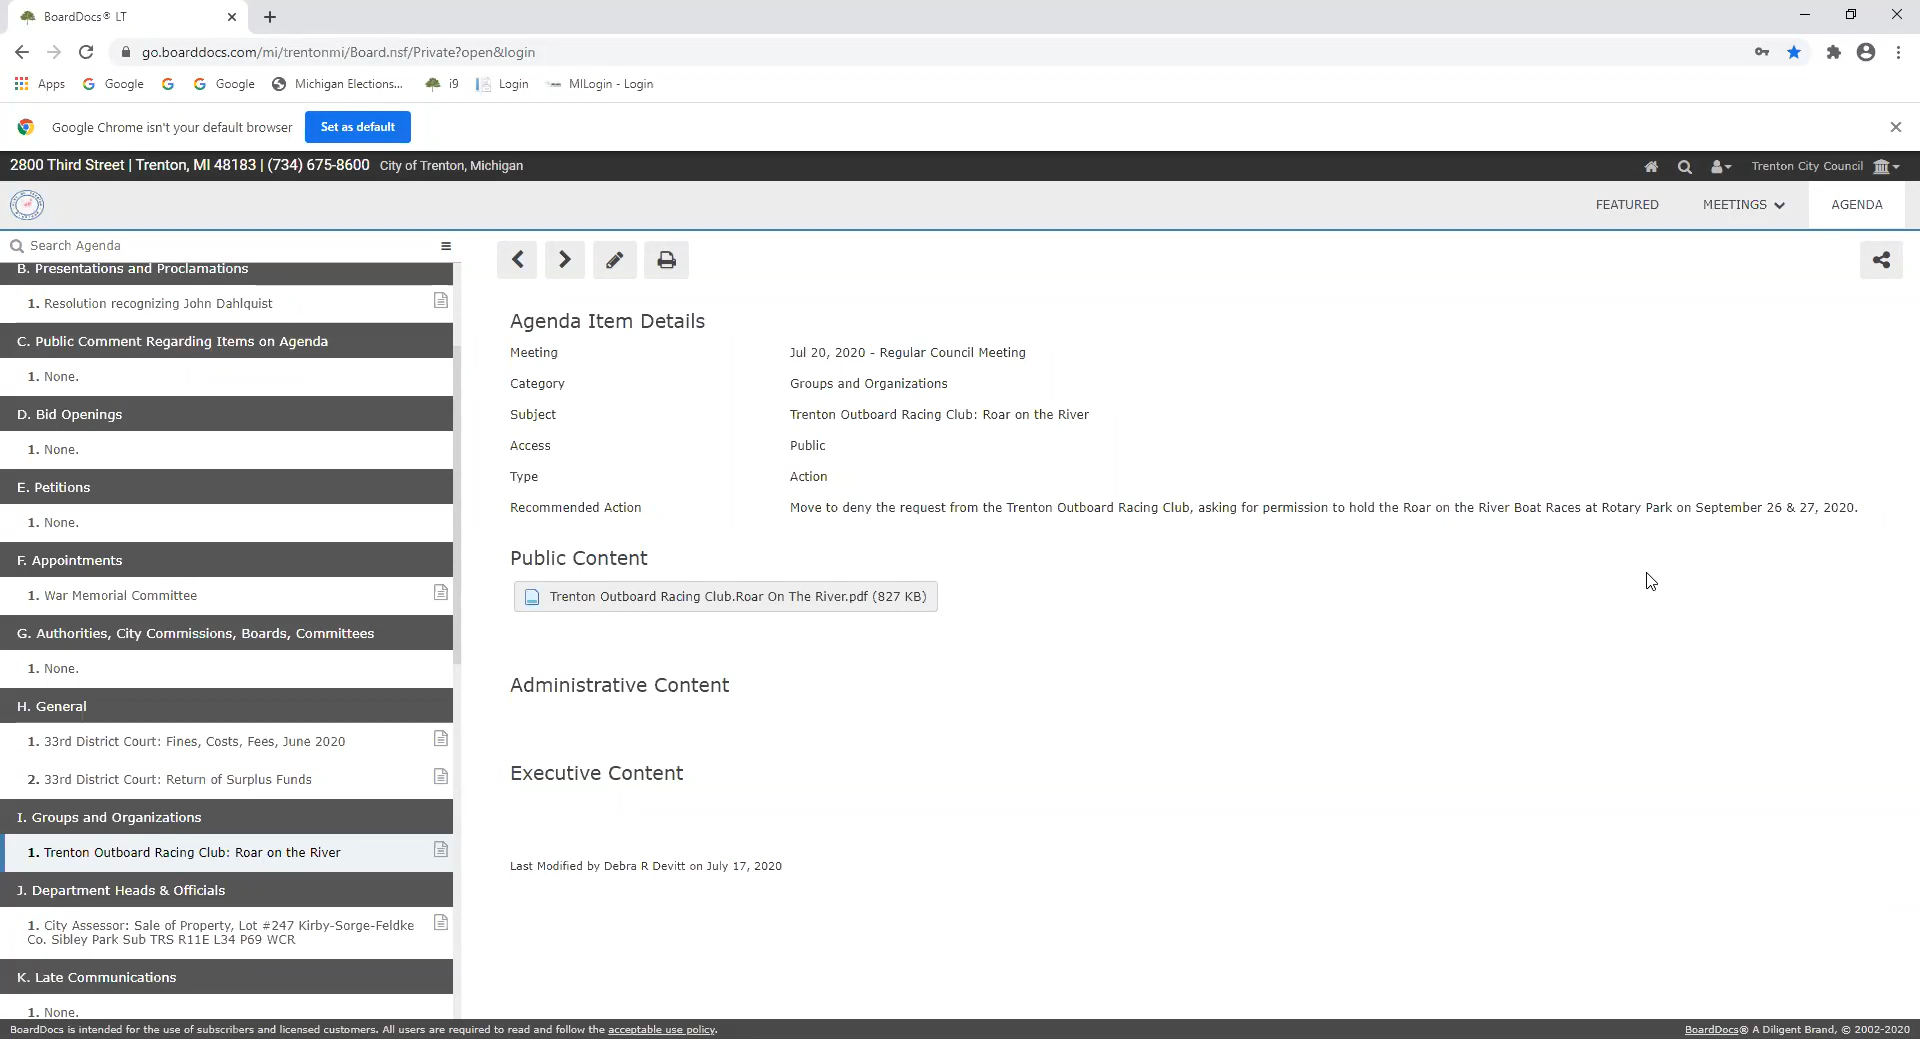 BoardDocs® LT
go.boarddocs.com/mi/trentonmi/Board.nsf/Private?open&login
Apps Google Google Michigan Elections... i9 Login MILogin - Login
Google Chrome isn't your default browser Set as default
2800 Third Street | Trenton, MI 48183 | (734) 675-8600 City of Trenton, Michigan Trenton City Council
FEATURED MEETINGS AGENDA
Search Agenda
B. Presentations and Proclamations
1. Resolution recognizing John Dahlquist
C. Public Comment Regarding Items on Agenda
1. None.
D. Bid Openings
1. None.
E. Petitions
1. None.
F. Appointments
1. War Memorial Committee
G. Authorities, City Commissions, Boards, Committees
1. None.
H. General
1. 33rd District Court: Fines, Costs, Fees, June 2020
2. 33rd District Court: Return of Surplus Funds
I. Groups and Organizations
1. Trenton Outboard Racing Club: Roar on the River
J. Department Heads & Officials
1. City Assessor: Sale of Property, Lot #247 Kirby-Sorge-Feldke
Co. Sibley Park Sub TRS R11E L34 P69 WCR
K. Late Communications
1. None.
Agenda Item Details
Meeting Jul 20, 2020 - Regular Council Meeting
Category Groups and Organizations
Subject Trenton Outboard Racing Club: Roar on the River
Access Public
Type Action
Recommended Action Move to deny the request from the Trenton Outboard Racing Club, asking for permission to hold the Roar on the River Boat Races at Rotary Park on September 26 & 27, 2020.
Public Content
Trenton Outboard Racing Club.Roar On The River.pdf (827 KB)
Administrative Content
Executive Content
Last Modified by Debra R Devitt on July 17, 2020
BoardDocs is intended for the use of subscribers and licensed customers. All users are required to read and follow the acceptable use policy. BoardDocs® A Diligent Brand, © 2002-2020